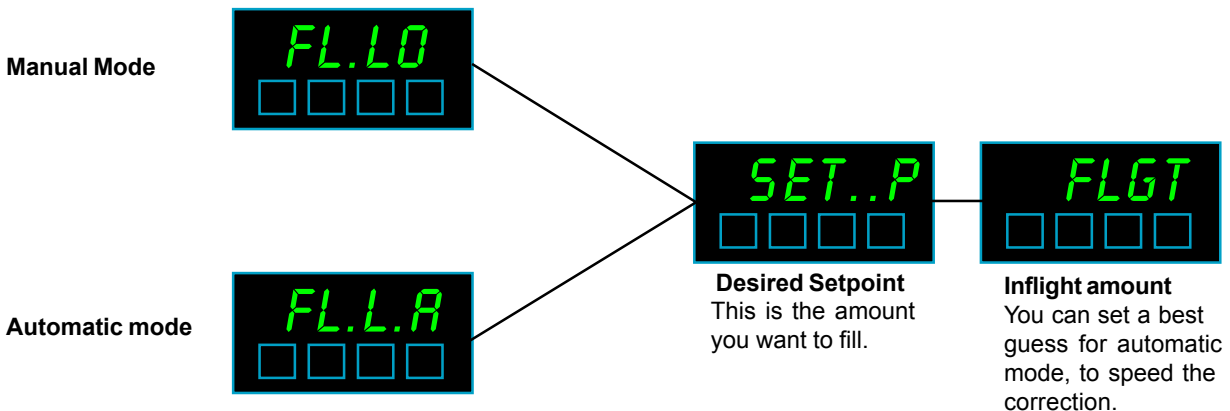 Manual Mode
FL.LO
Automatic mode
FL.L.A
SET..P
Desired Setpoint
This is the amount
you want to fill.
FLGT
Inflight amount
You can set a best
guess for automatic
mode, to speed the
correction.